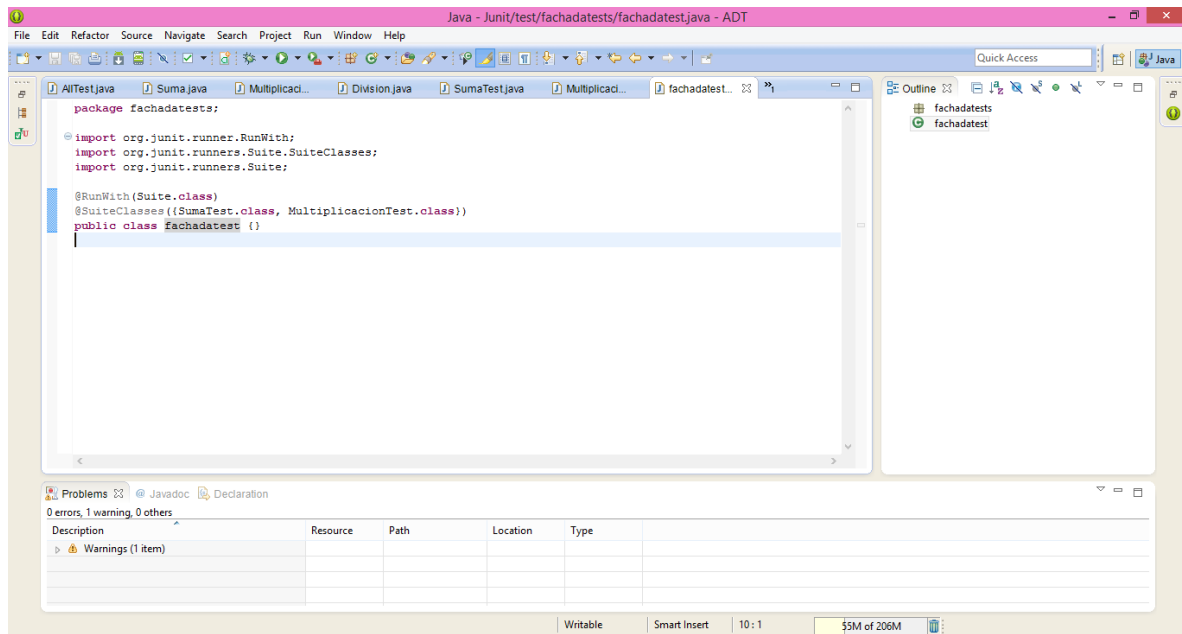 Java - Junit/test/fachadatests/fachadatest.java - ADT
File Edit Refactor Source Navigate Search Project Run Window Help
Quick Access
Java
AllTest.java Suma.java Multiplicaci... Division.java SumaTest.java Multiplicaci... fachadatest... »1
package fachadatests;
import org.junit.runner.RunWith;
import org.junit.runners.Suite.SuiteClasses;
import org.junit.runners.Suite;
@RunWith(Suite.class)
@SuiteClasses({SumaTest.class, MultiplicacionTest.class})
public class fachadatest {}
Outline
fachadatests
fachadatest
Problems @ Javadoc Declaration
0 errors, 1 warning, 0 others
Description Resource Path Location Type
Warnings (1 item)
Writable Smart Insert 10 : 1 55M of 206M